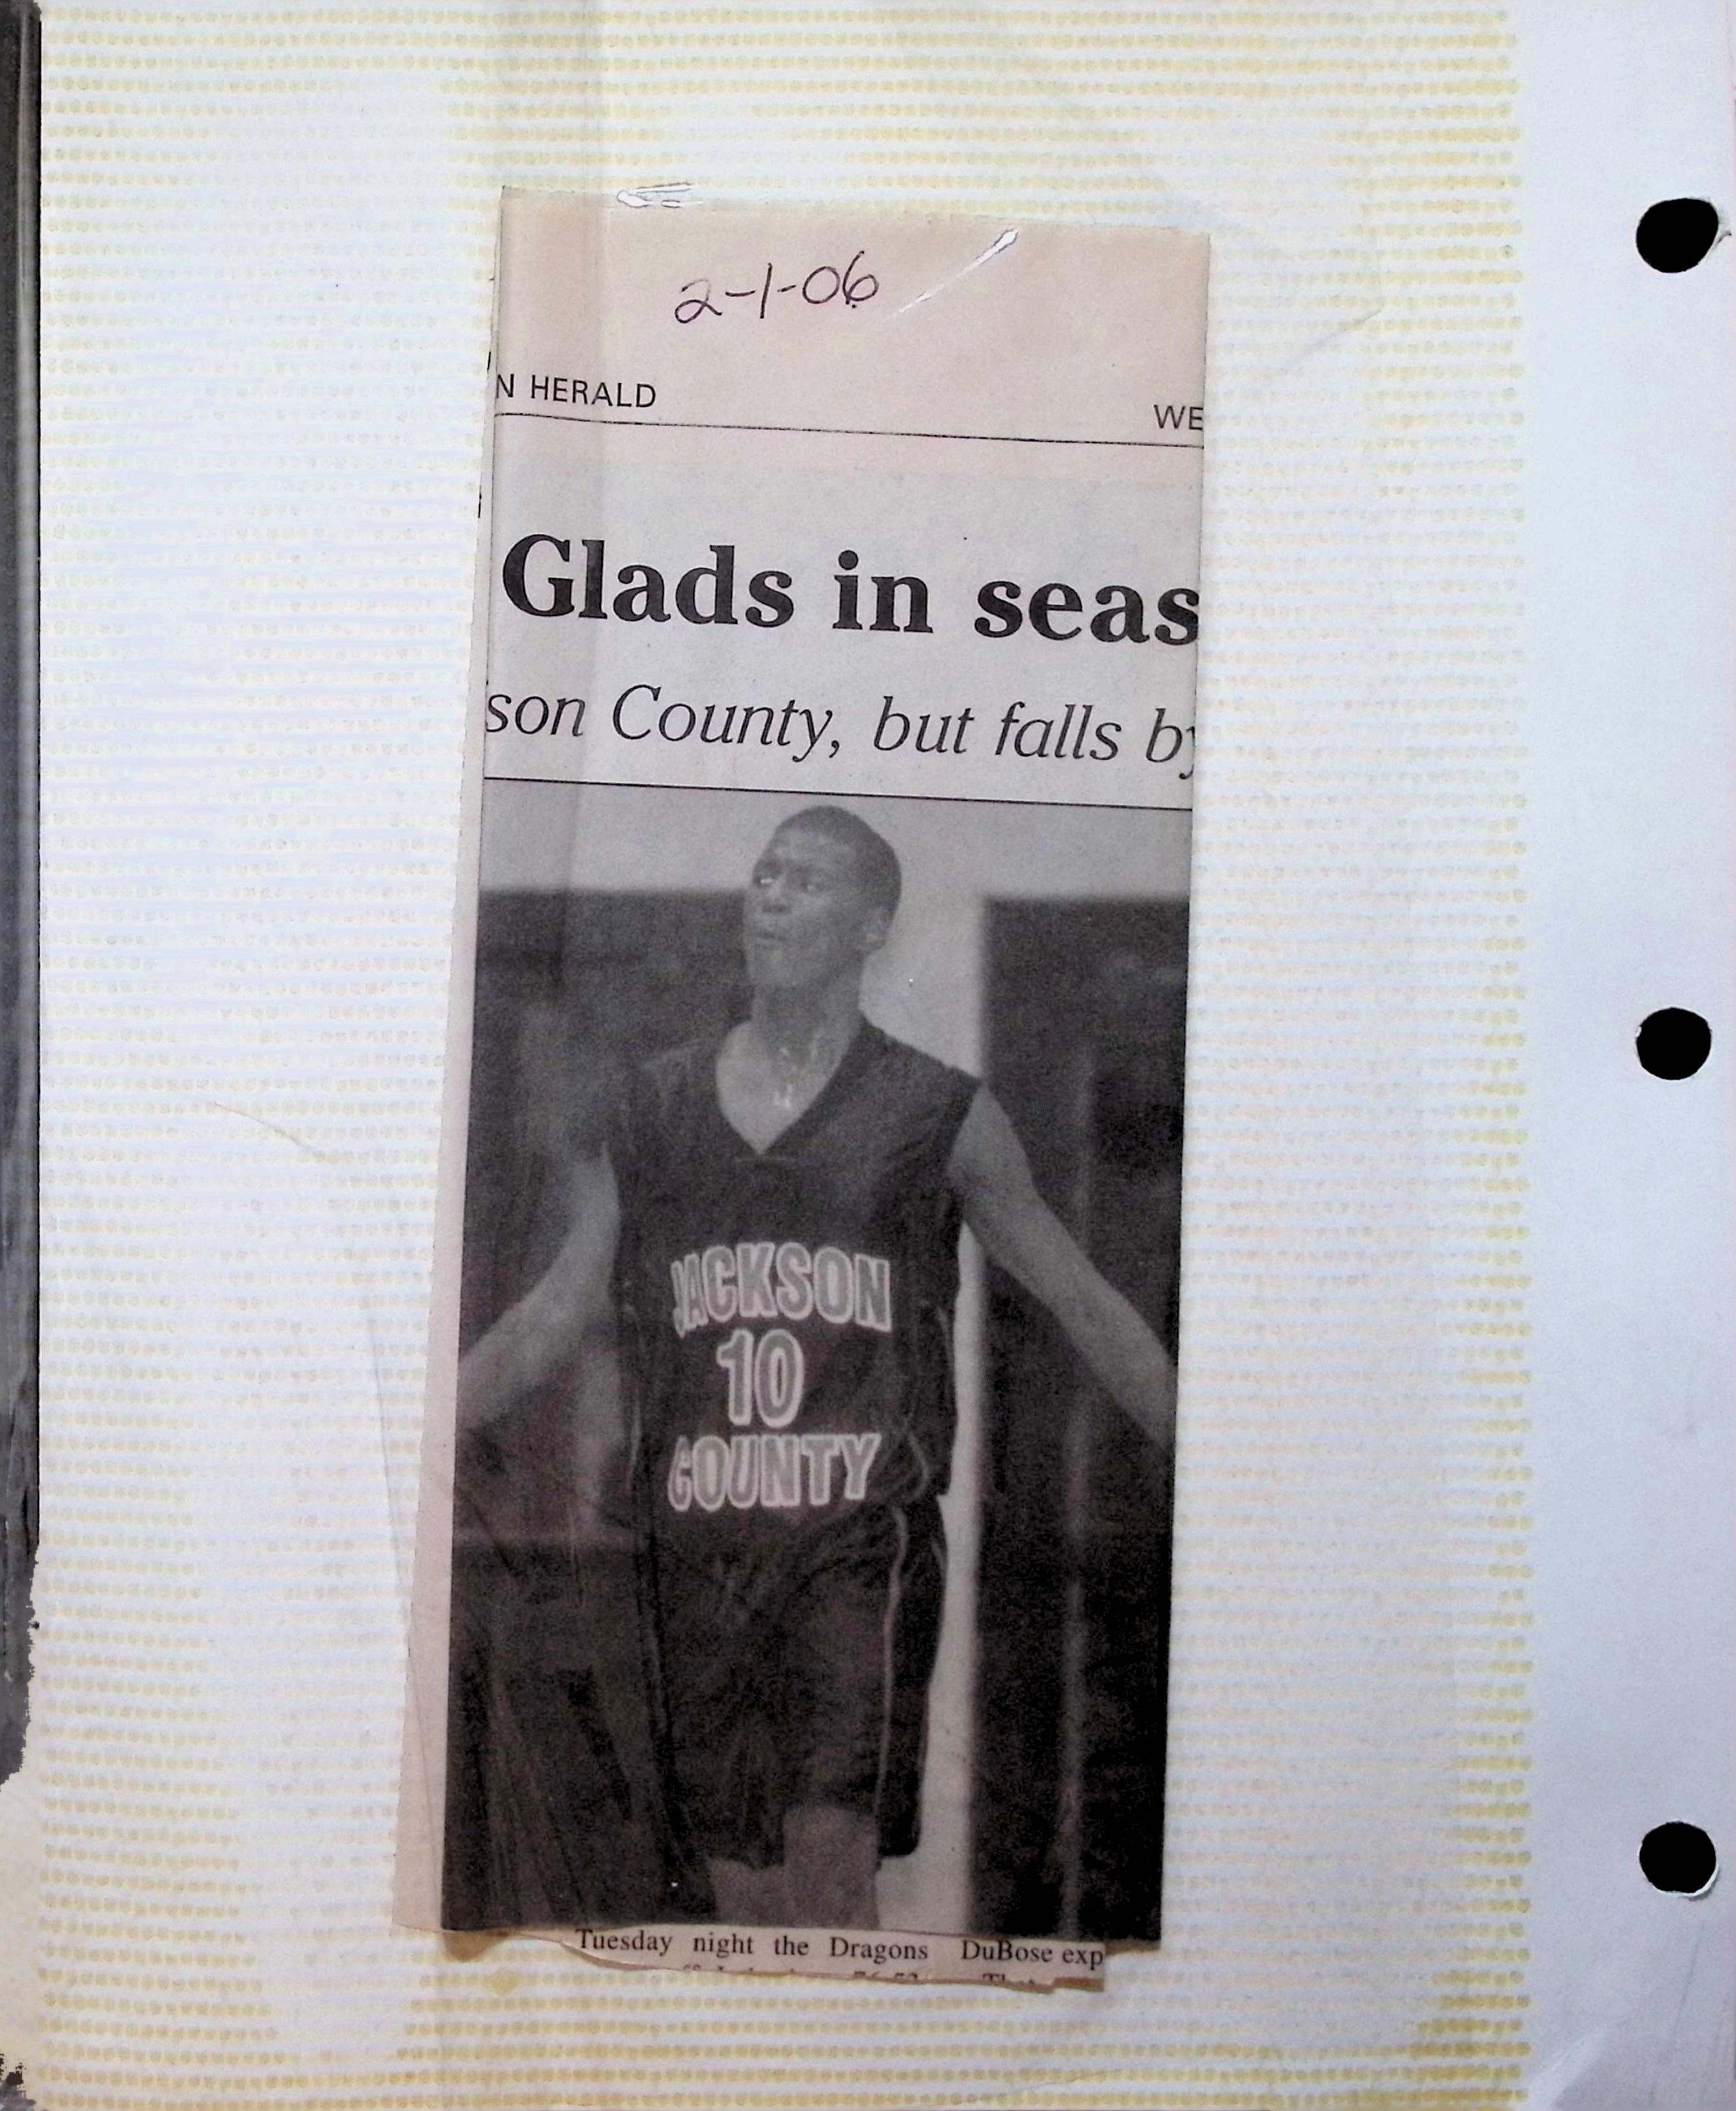 2-1-06
N HERALD
WE
Glads in seas
son County, but falls by
JACKSON
10
COUNTY
Tuesday night the Dragons DuBose exp